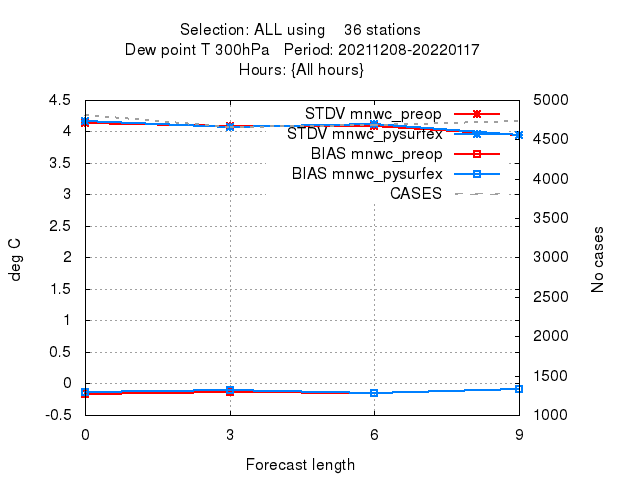 Selection: ALL using    36 stations
Dew point T 300hPa   Period: 20211208-20220117
Hours: {All hours}
STDV mnwc_preop
STDV mnwc_pysurfex
BIAS mnwc_preop
BIAS mnwc_pysurfex
CASES
4.5
4
3.5
3
2.5
2
1.5
1
0.5
0
-0.5
deg C
5000
4500
4000
3500
3000
2500
2000
1500
1000
No cases
0 3 6 9
Forecast length